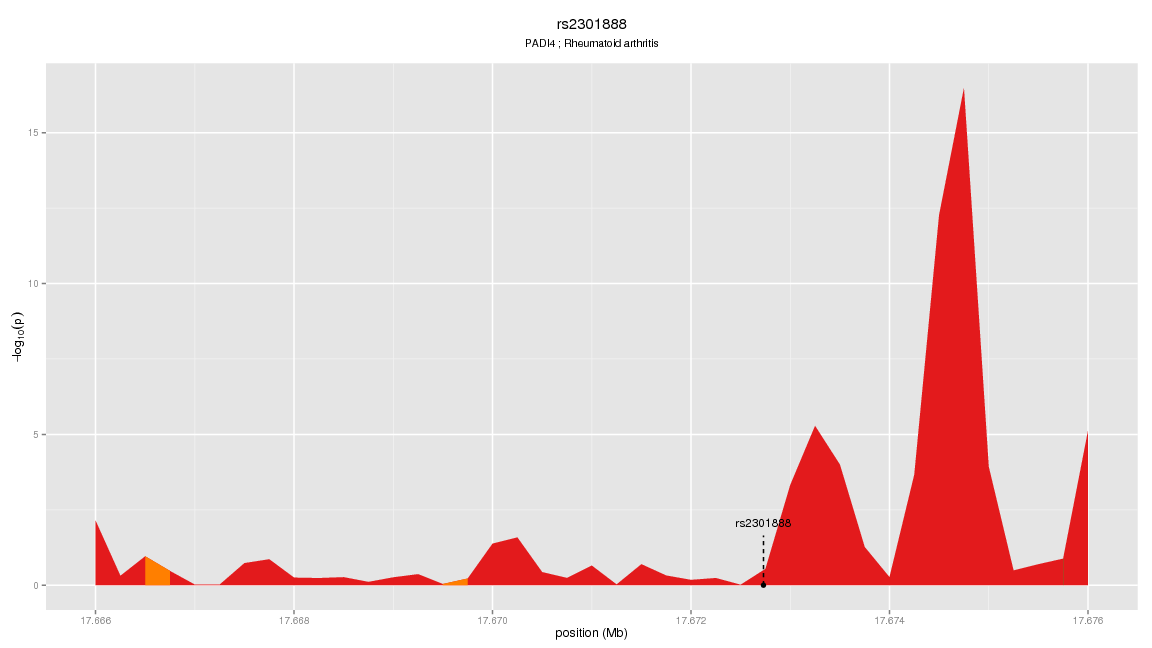 rs2301888
PADI4 ; Rheumatoid arthritis
15
10
5
0
-log10(p)
rs2301888
17.666
17.668
17.670
17.672
17.674
17.676
position (Mb)